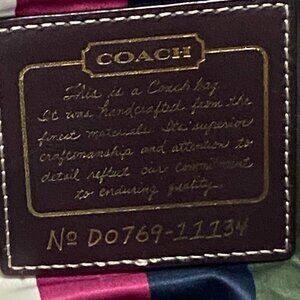 COACH
This is a Coach bag.
It was handcrafted from the
finest materials. Its superior
craftsmanship and attention to
detail reflect our commitment
to enduring quality.
No D0769-11134